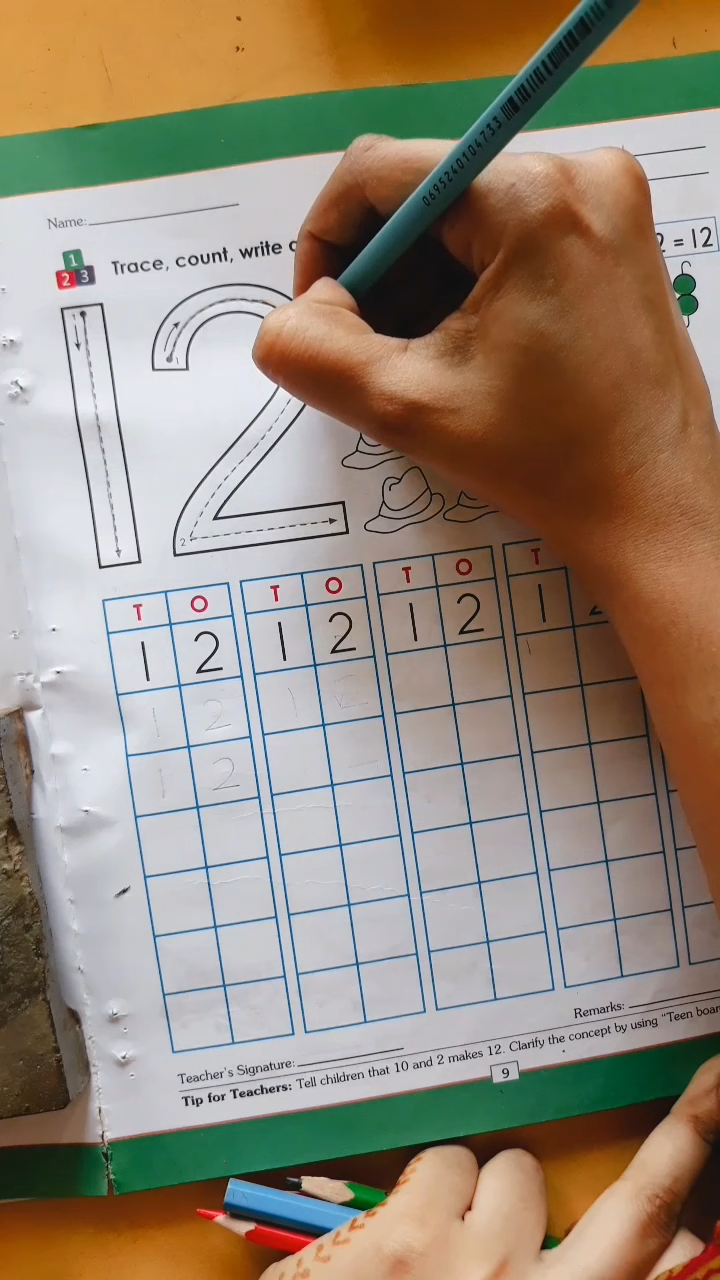 0695240104733
Name:
1
2 3
Trace, count, write
= 12
12
T O T O T O T
1 2 1 2 1 2 1 2
1 2 1 2 1
1 2
Remarks:
Teacher's Signature:
Tip for Teachers: Tell children that 10 and 2 makes 12. Clarify the concept by using "Teen
9